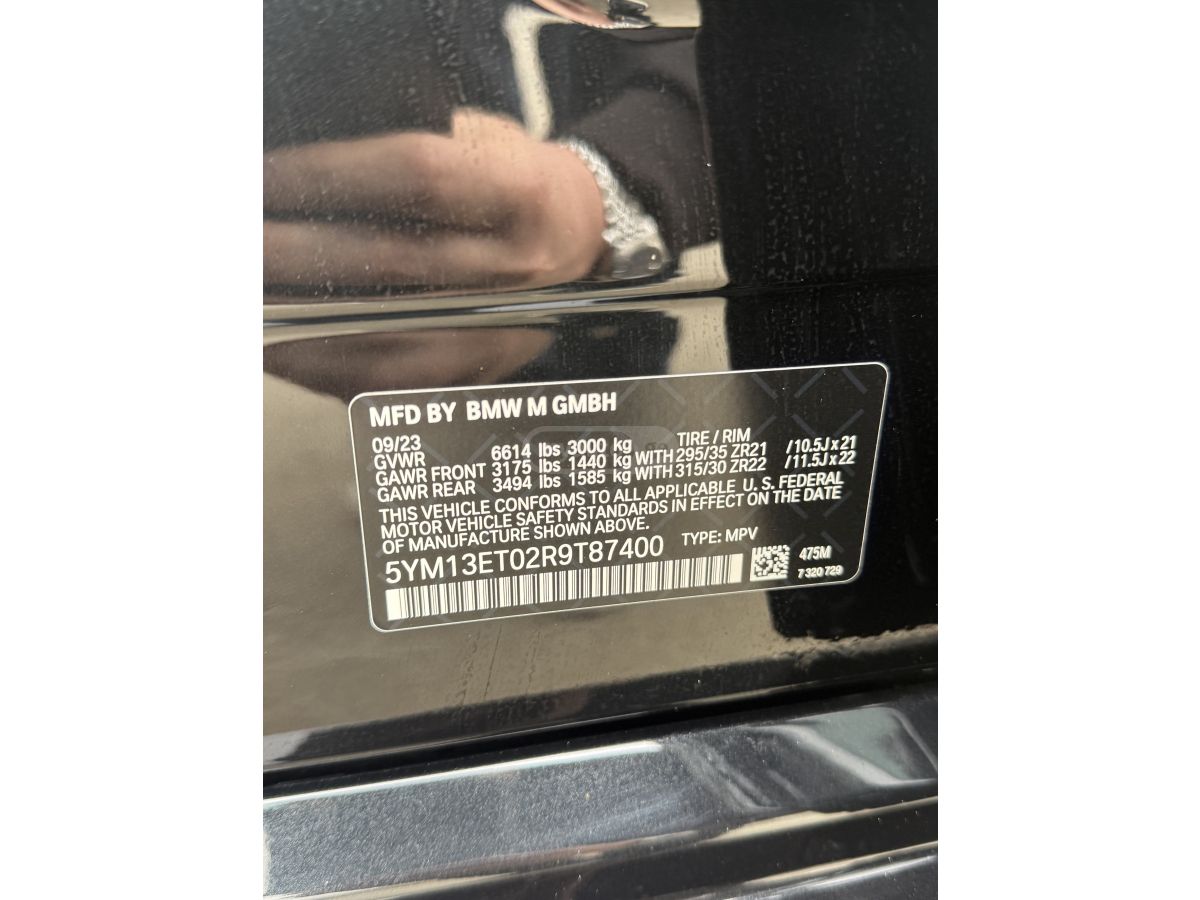 MFD BY BMW M GMBH
09/23
GVWR 6614 lbs 3000 kg TIRE / RIM
GAWR FRONT 3175 lbs 1440 kg WITH 295/35 ZR21 / 10.5J x 21
GAWR REAR 3494 lbs 1585 kg WITH 315/30 ZR22 / 11.5J x 22
THIS VEHICLE CONFORMS TO ALL APPLICABLE U. S. FEDERAL
MOTOR VEHICLE SAFETY STANDARDS IN EFFECT ON THE DATE
OF MANUFACTURE SHOWN ABOVE.
5YM13ET02R9T87400 TYPE: MPV
475M
7 320 729